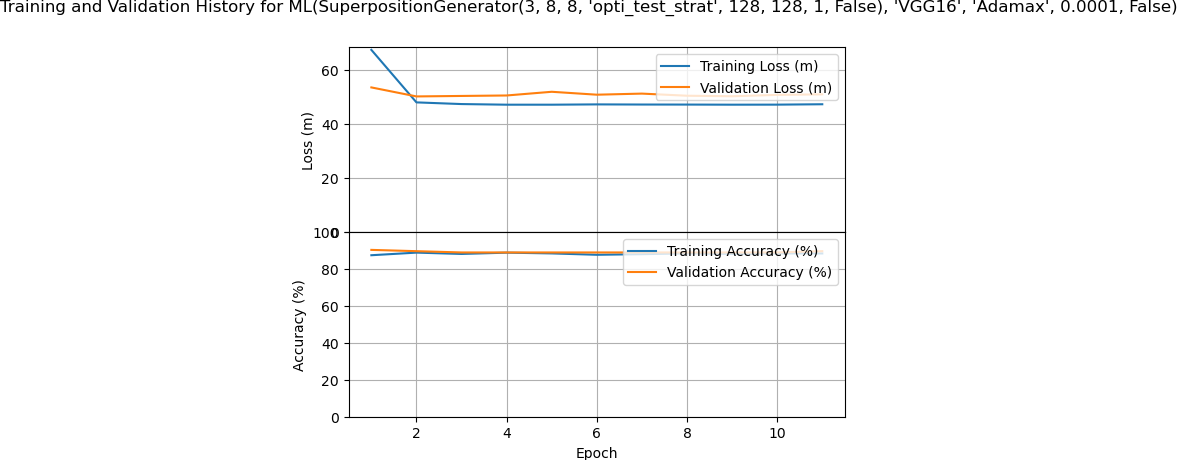 Training and Validation History for ML(SuperpositionGenerator(3, 8, 8, 'opti_test_strat', 128, 128, 1, False), 'VGG16', 'Adamax', 0.0001, False)
60
40
20
0
Loss (m)
Training Loss (m)
Validation Loss (m)
100
80
60
40
20
0
Accuracy (%)
Training Accuracy (%)
Validation Accuracy (%)
2 4 6 8 10
Epoch